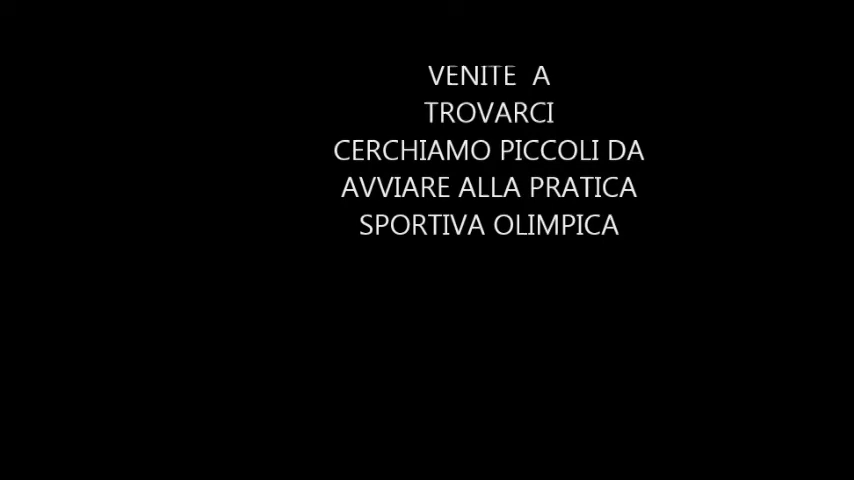 VENITE  A
TROVARCI
CERCHIAMO PICCOLI DA
AVVIARE ALLA PRATICA
SPORTIVA OLIMPICA